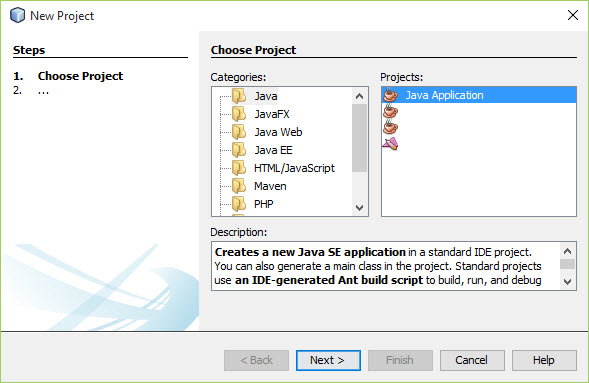 New Project
Steps
1. Choose Project
2. ...
Choose Project
Categories:
Java
JavaFX
Java Web
Java EE
HTML/JavaScript
Maven
PHP
Projects:
Java Application
Description:
Creates a new Java SE application in a standard IDE project.
You can also generate a main class in the project. Standard projects
use an IDE-generated Ant build script to build, run, and debug
< Back
Next >
Finish
Cancel
Help